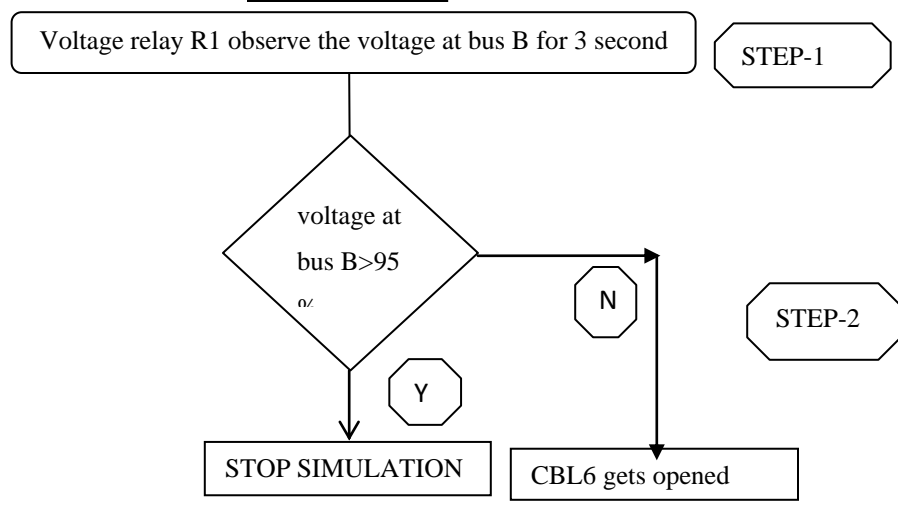 Voltage relay R1 observe the voltage at bus B for 3 second
STEP-1
voltage at
bus B>95
%
N
STEP-2
Y
STOP SIMULATION
CBL6 gets opened